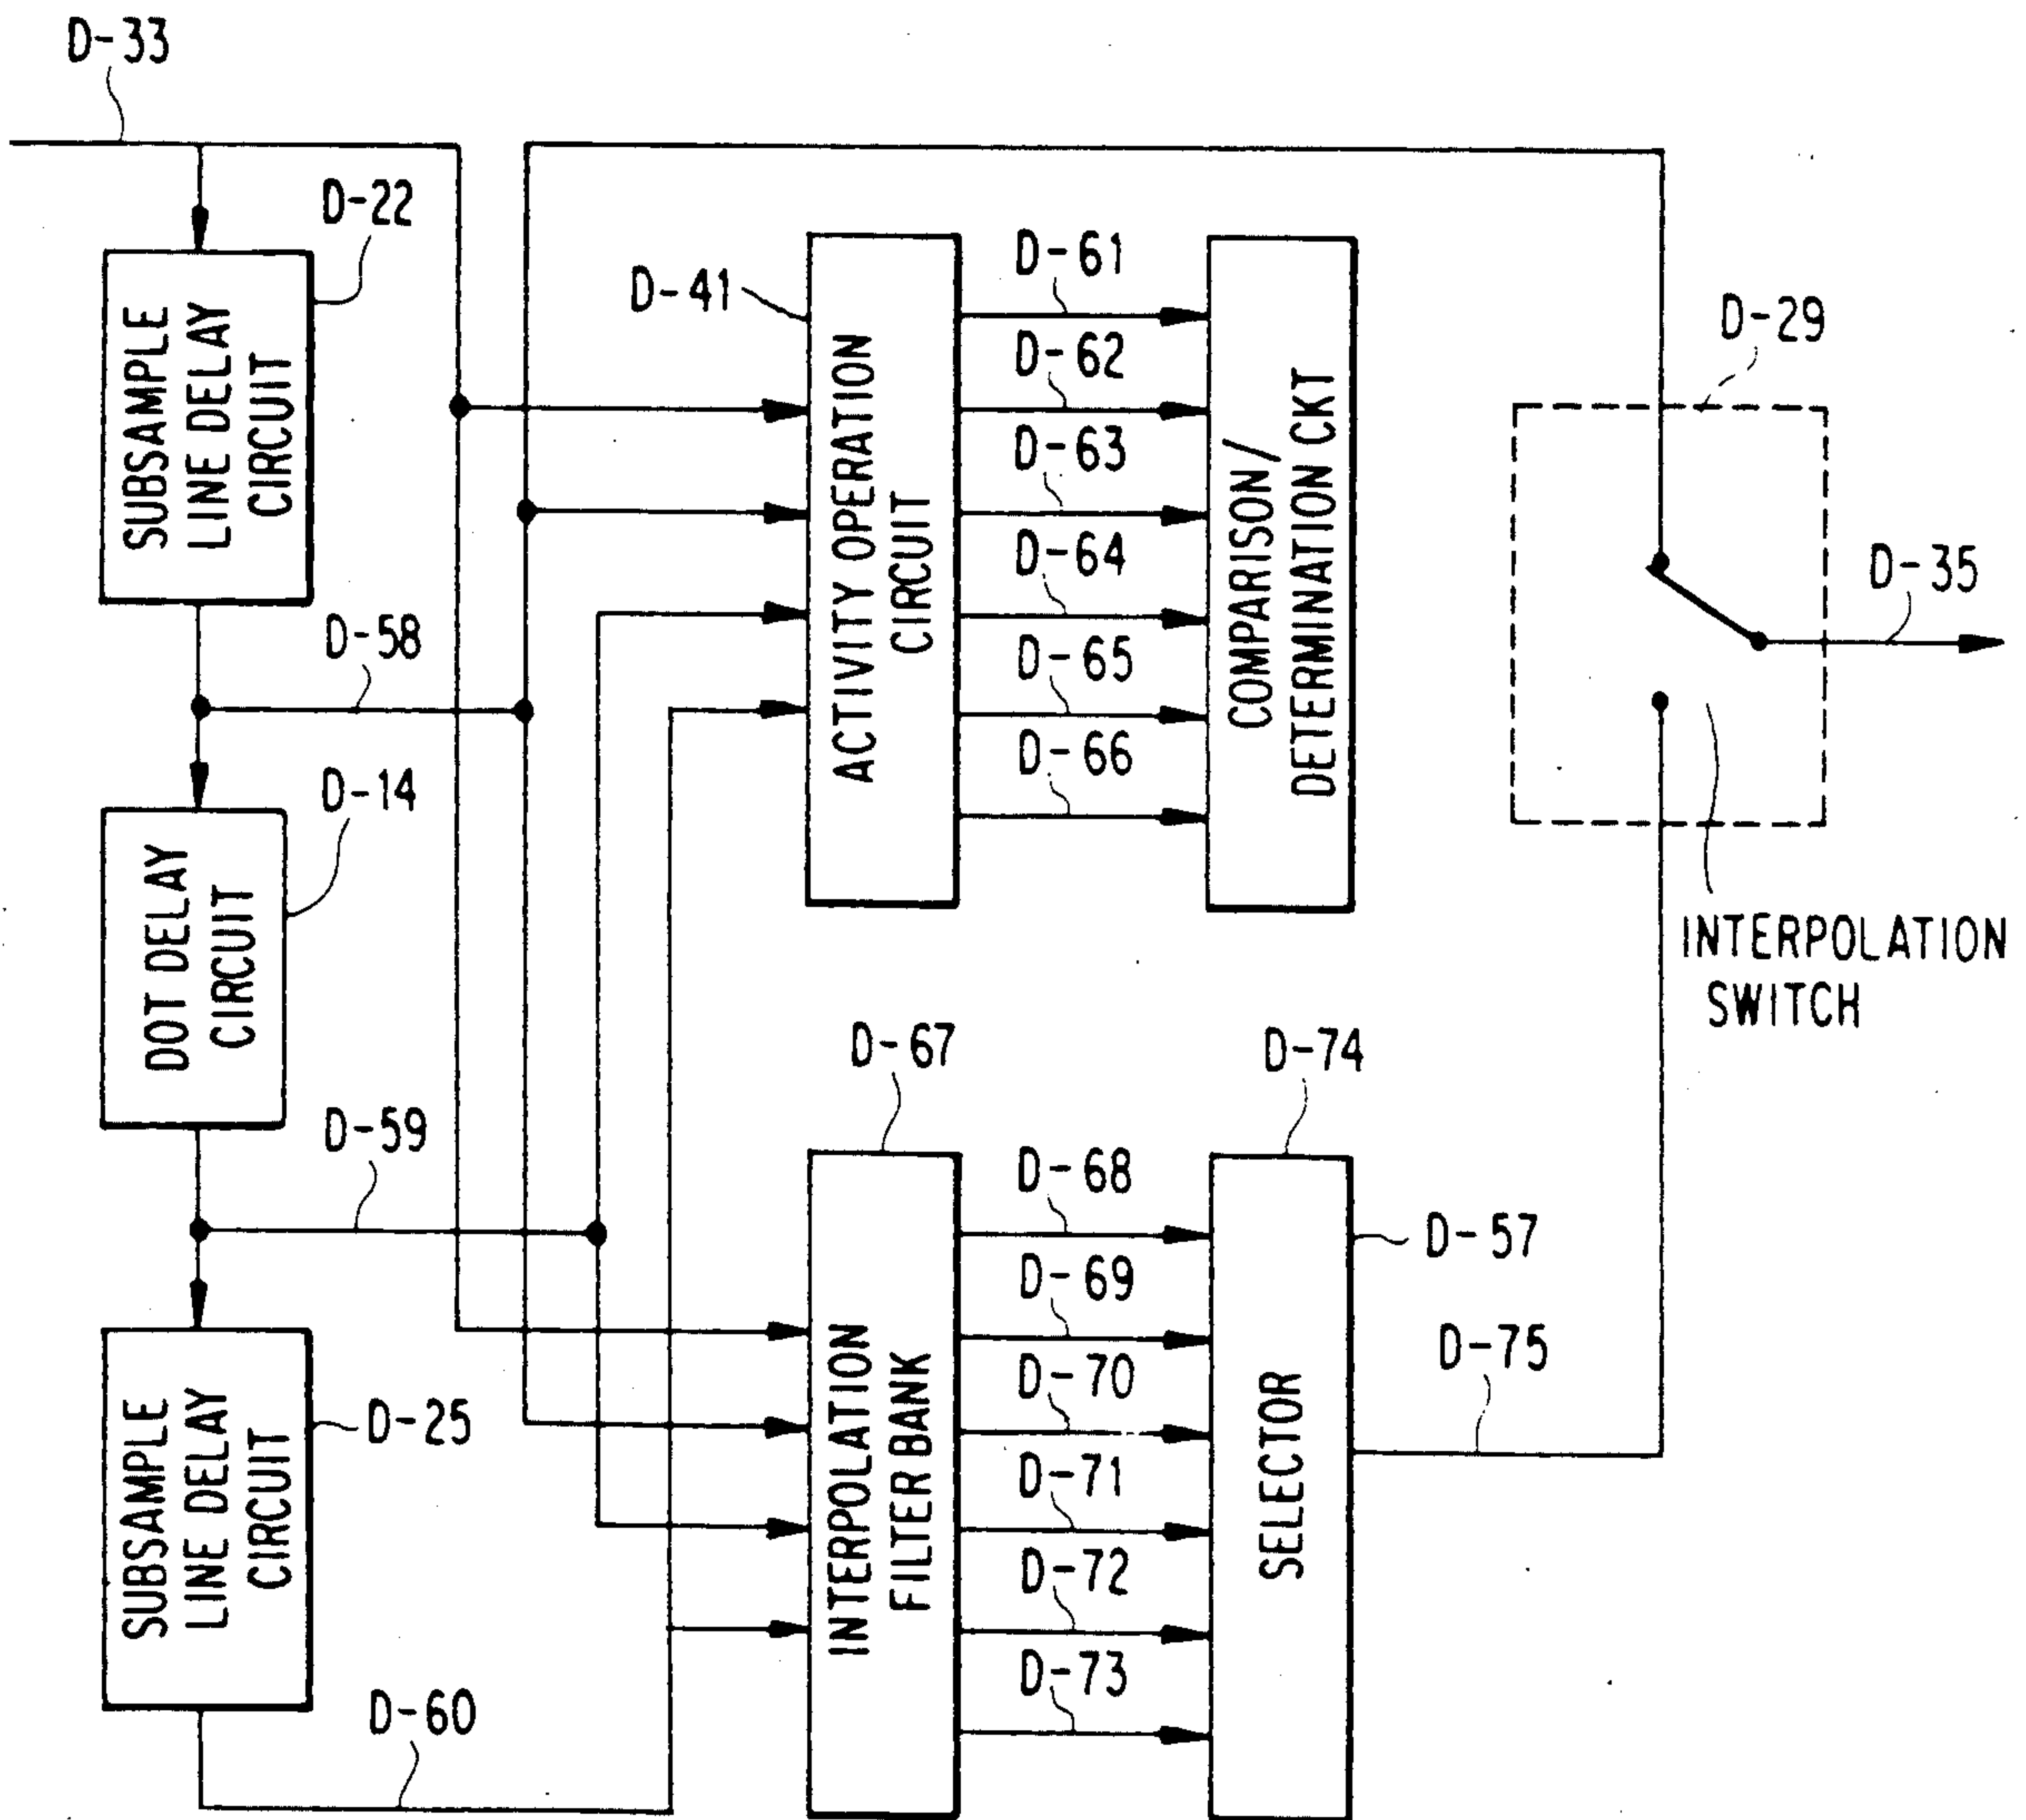 D-33
D-22
SUBSAMPLE
LINE DELAY
CIRCUIT
D-58
D-14
DOT DELAY
CIRCUIT
D-59
SUBSAMPLE
LINE DELAY
CIRCUIT
D-25
D-60
D-41
ACTIVITY OPERATION
CIRCUIT
D-61
D-62
D-63
D-64
D-65
D-66
COMPARISON/
DETERMINATION CKT
D-29
D-35
INTERPOLATION
SWITCH
D-67
INTERPOLATION
FILTER BANK
D-68
D-69
D-70
D-71
D-72
D-73
D-74
SELECTOR
D-57
D-75